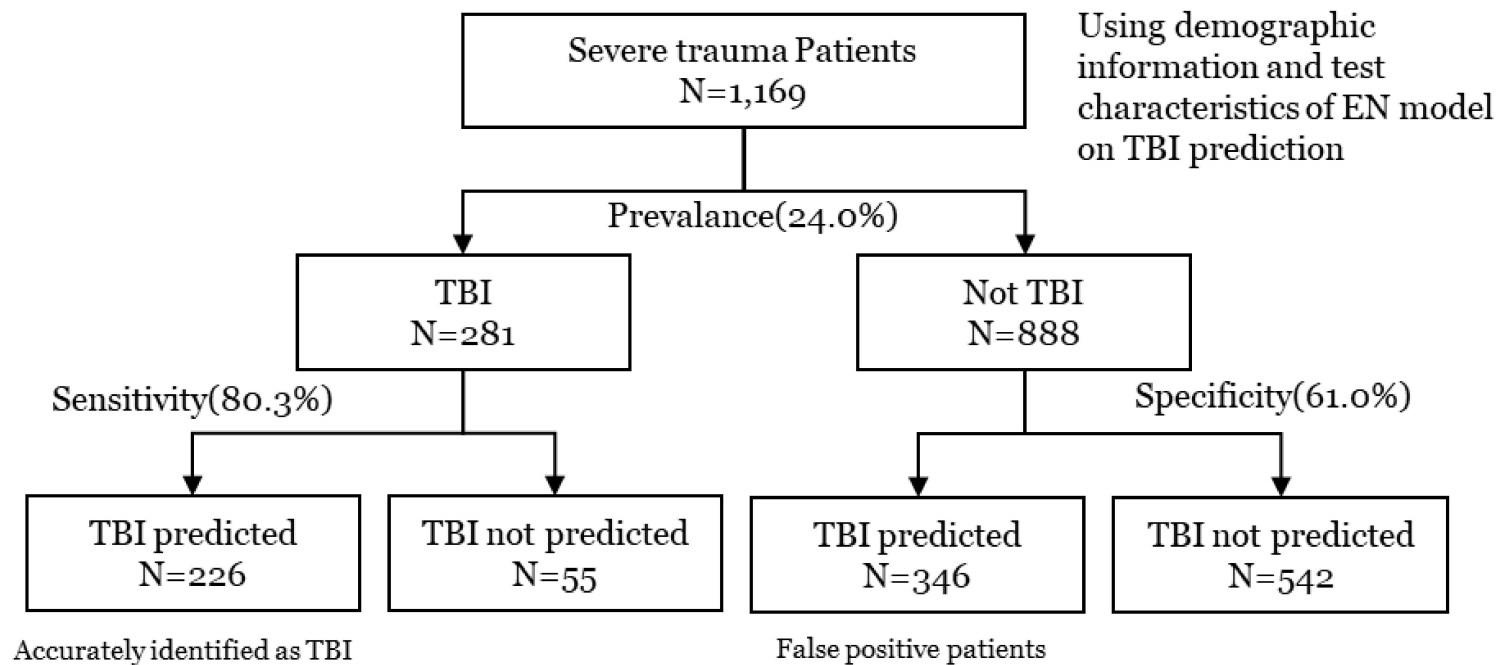 Severe trauma Patients
N=1,169
Using demographic
information and test
characteristics of EN model
on TBI prediction
Prevalance(24.0%)
TBI
N=281
Not TBI
N=888
Sensitivity(80.3%)
Specificity(61.0%)
TBI predicted
N=226
TBI not predicted
N=55
TBI predicted
N=346
TBI not predicted
N=542
Accurately identified as TBI
False positive patients